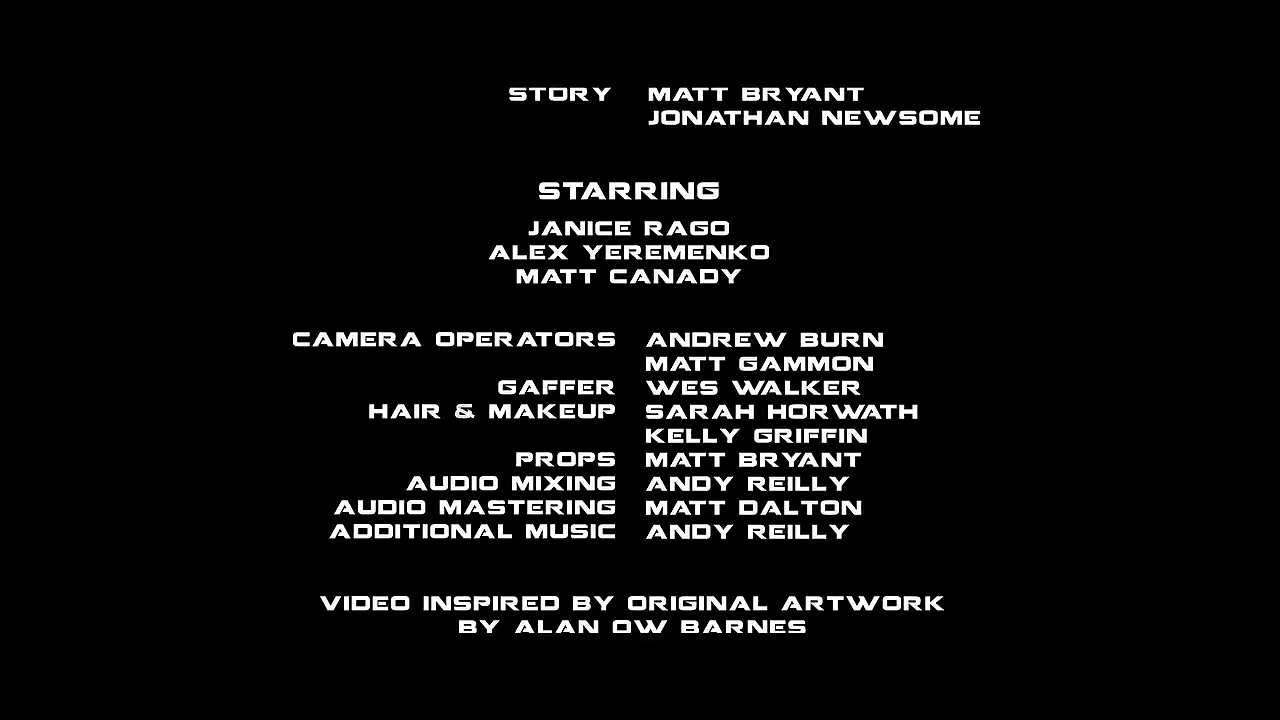 STORY MATT BRYANT
JONATHAN NEWSOME
STARRING
JANICE RAGO
ALEX YEREMENKO
MATT CANADY
CAMERA OPERATORS ANDREW BURN
MATT GAMMON
GAFFER WES WALKER
HAIR & MAKEUP SARAH HORWATH
KELLY GRIFFIN
PROPS MATT BRYANT
AUDIO MIXING ANDY REILLY
AUDIO MASTERING MATT DALTON
ADDITIONAL MUSIC ANDY REILLY
VIDEO INSPIRED BY ORIGINAL ARTWORK
BY ALAN OW BARNES